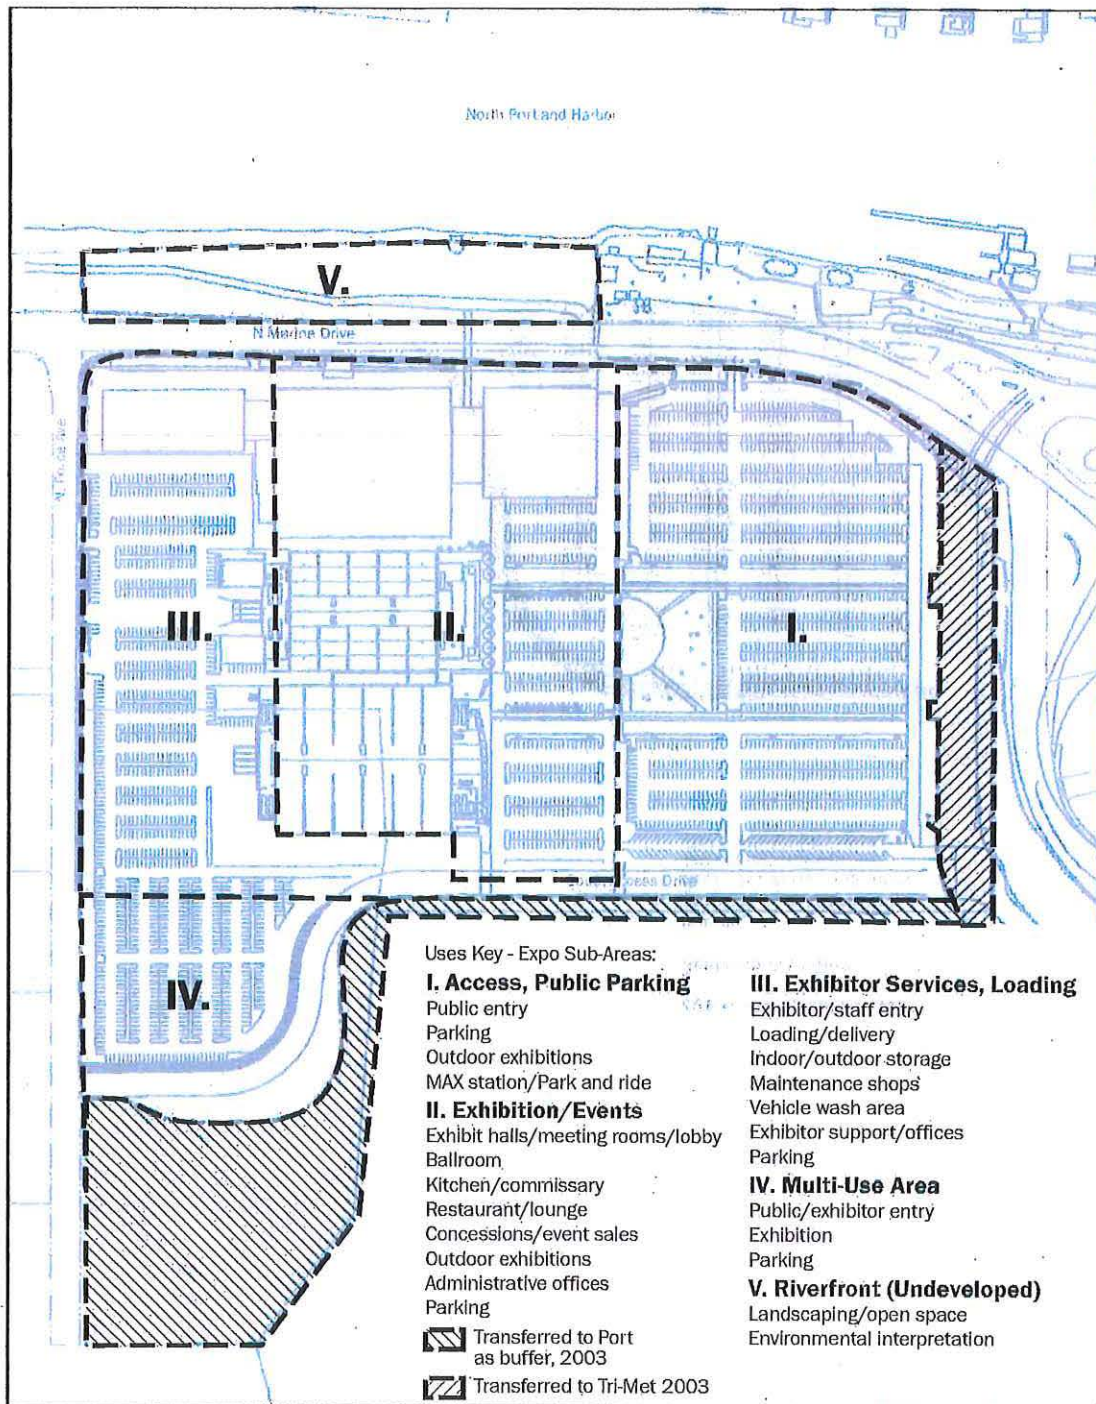 North Portland Harbor
V.
N Marine Drive
N. Force Ave
III.
II.
I.
IV.
Uses Key - Expo Sub-Areas:
I. Access, Public Parking
Public entry
Parking
Outdoor exhibitions
MAX station/Park and ride
II. Exhibition/Events
Exhibit halls/meeting rooms/lobby
Ballroom
Kitchen/commissary
Restaurant/lounge
Concessions/event sales
Outdoor exhibitions
Administrative offices
Parking
Transferred to Port
as buffer, 2003
Transferred to Tri-Met 2003
III. Exhibitor Services, Loading
Exhibitor/staff entry
Loading/delivery
Indoor/outdoor storage
Maintenance shops
Vehicle wash area
Exhibitor support/offices
Parking
IV. Multi-Use Area
Public/exhibitor entry
Exhibition
Parking
V. Riverfront (Undeveloped)
Landscaping/open space
Environmental interpretation